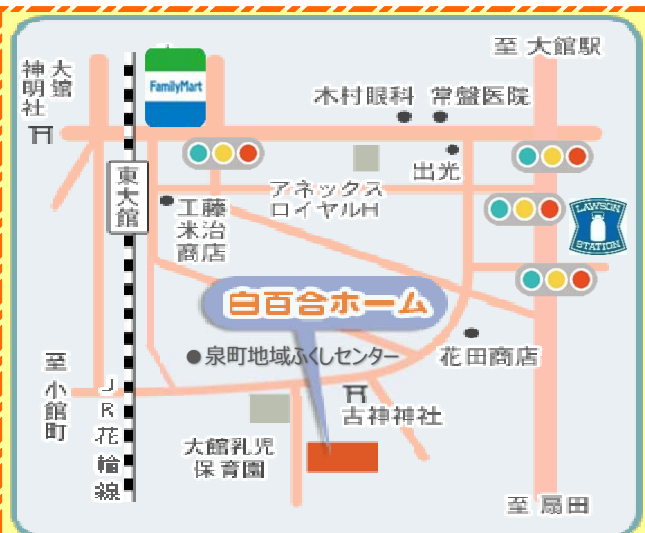 至 大館駅
大館
神明社
FamilyMart
木村眼科 常盤医院
出光
東大館
アネックス
ロイヤルH
工藤
米治
商店
LAWSON
STATION
白百合ホーム
泉町地域ふくしセンター
花田商店
至 小館町
JR花輪線
古神神社
大館乳児
保育園
至 扇田